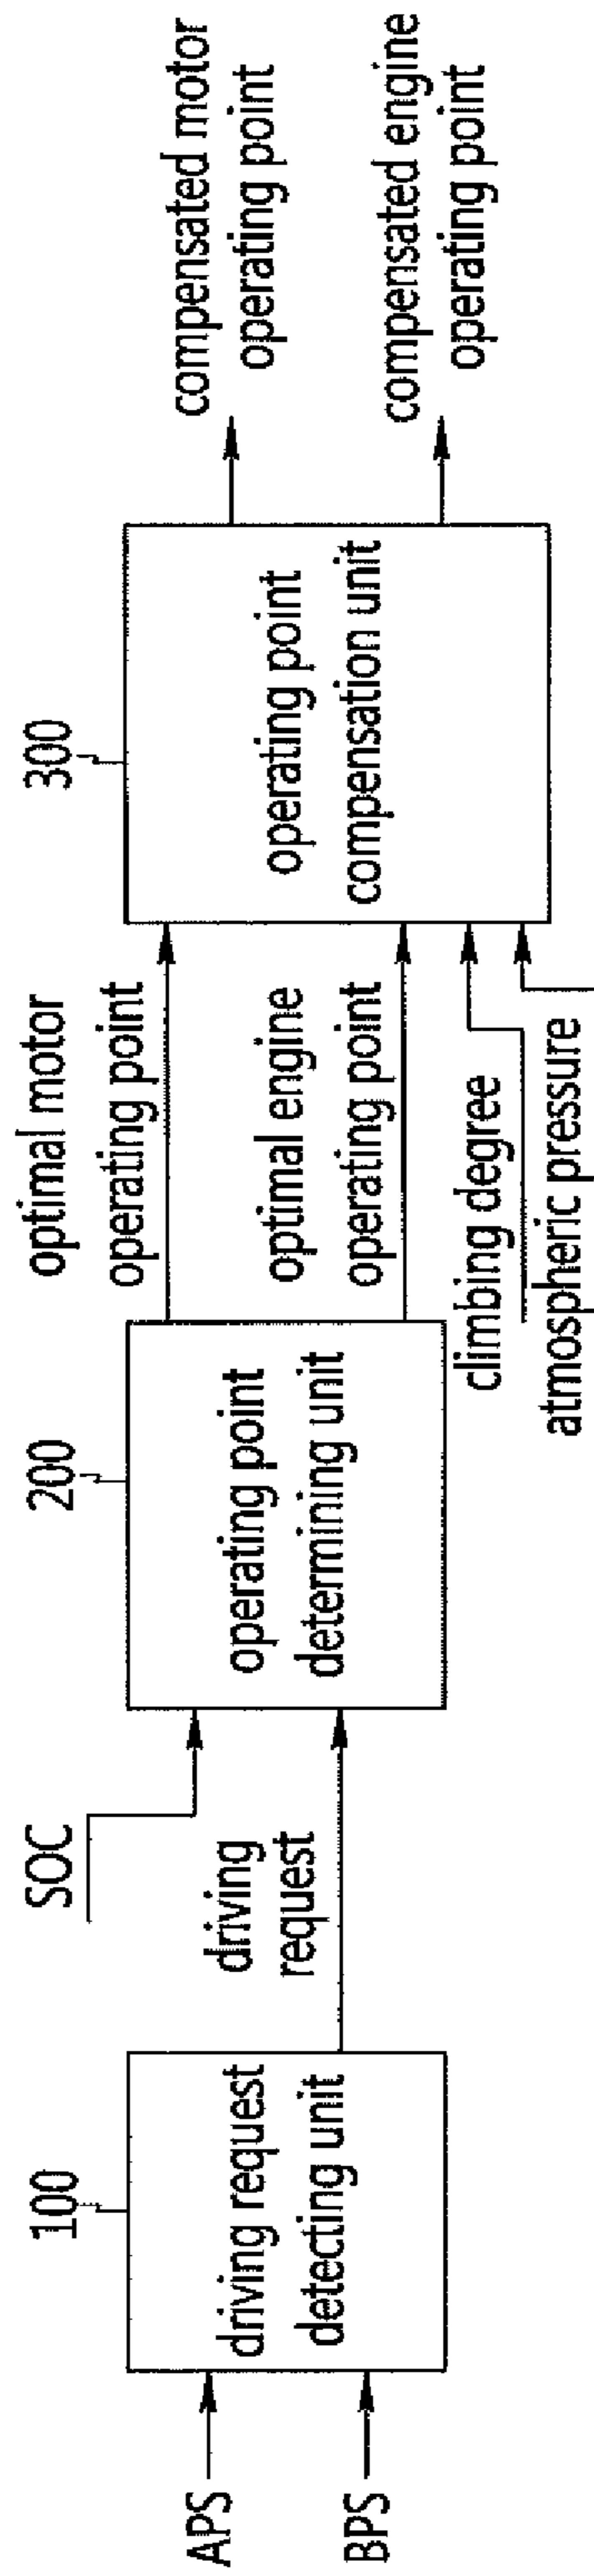 APS
BPS
100
driving request
detecting unit
driving
request
SOC
200
operating point
determining unit
optimal motor
operating point
optimal engine
operating point
climbing degree
atmospheric pressure
300
operating point
compensation unit
compensated motor
operating point
compensated engine
operating point